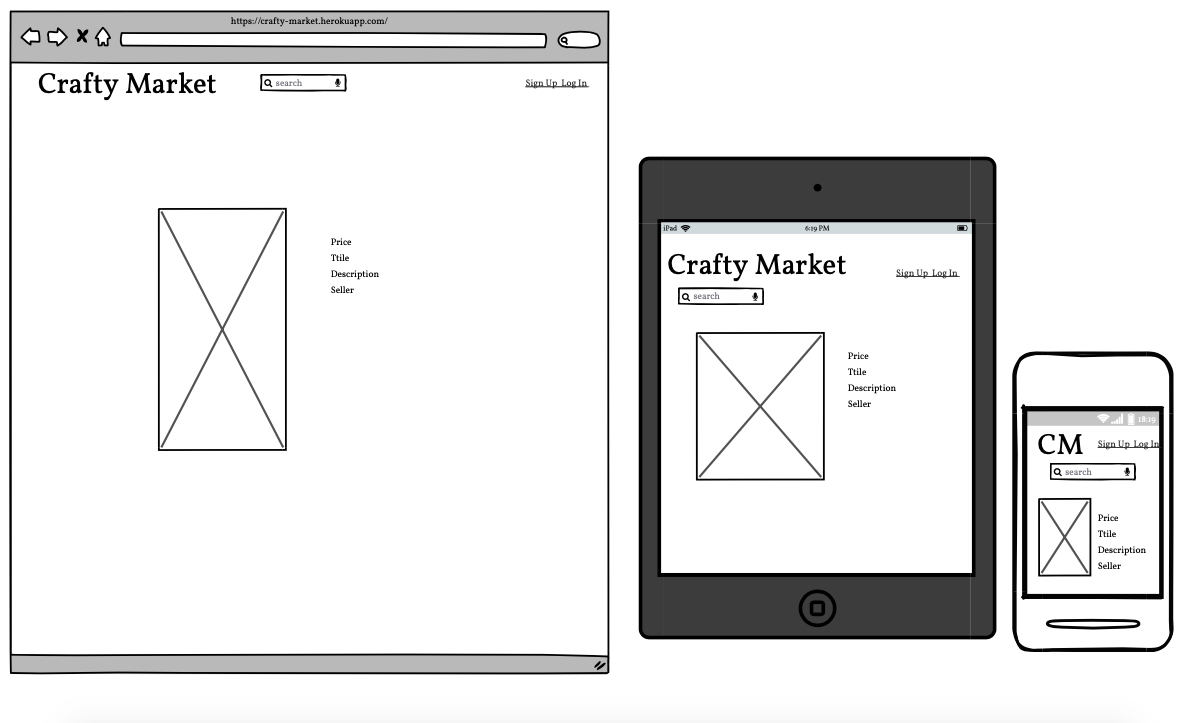 https://crafty-market.herokuapp.com/
Crafty Market
search
Sign Up Log In
Price
Ttile
Description
Seller
iPad
6:19 PM
Crafty Market
Sign Up Log In
search
Price
Ttile
Description
Seller
18:19
CM
Sign Up Log In
search
Price
Ttile
Description
Seller